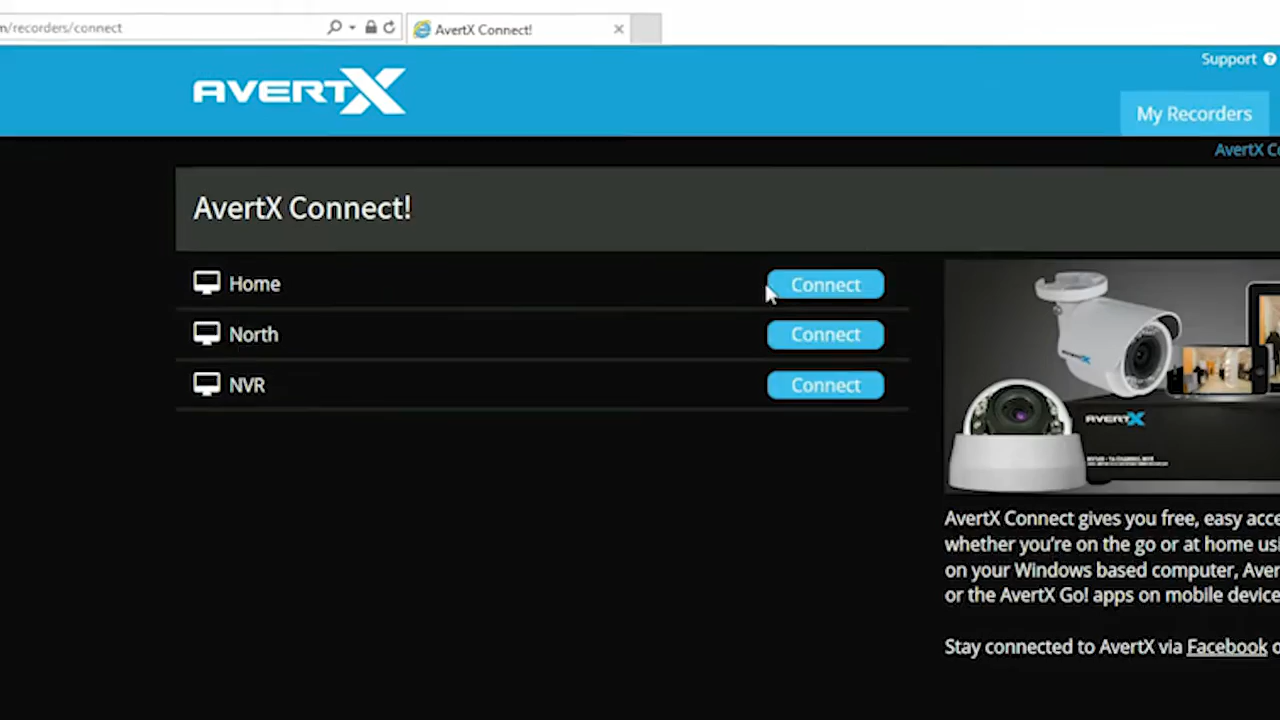 m/recorders/connect
AvertX Connect!
Support ?
AVERTX
My Recorders
AvertX Co
AvertX Connect!
Home
Connect
North
Connect
NVR
Connect
AVERTX
AvertX Connect gives you free, easy acce
whether you're on the go or at home usi
on your Windows based computer, Aver
or the AvertX Go! apps on mobile device
Stay connected to AvertX via Facebook o